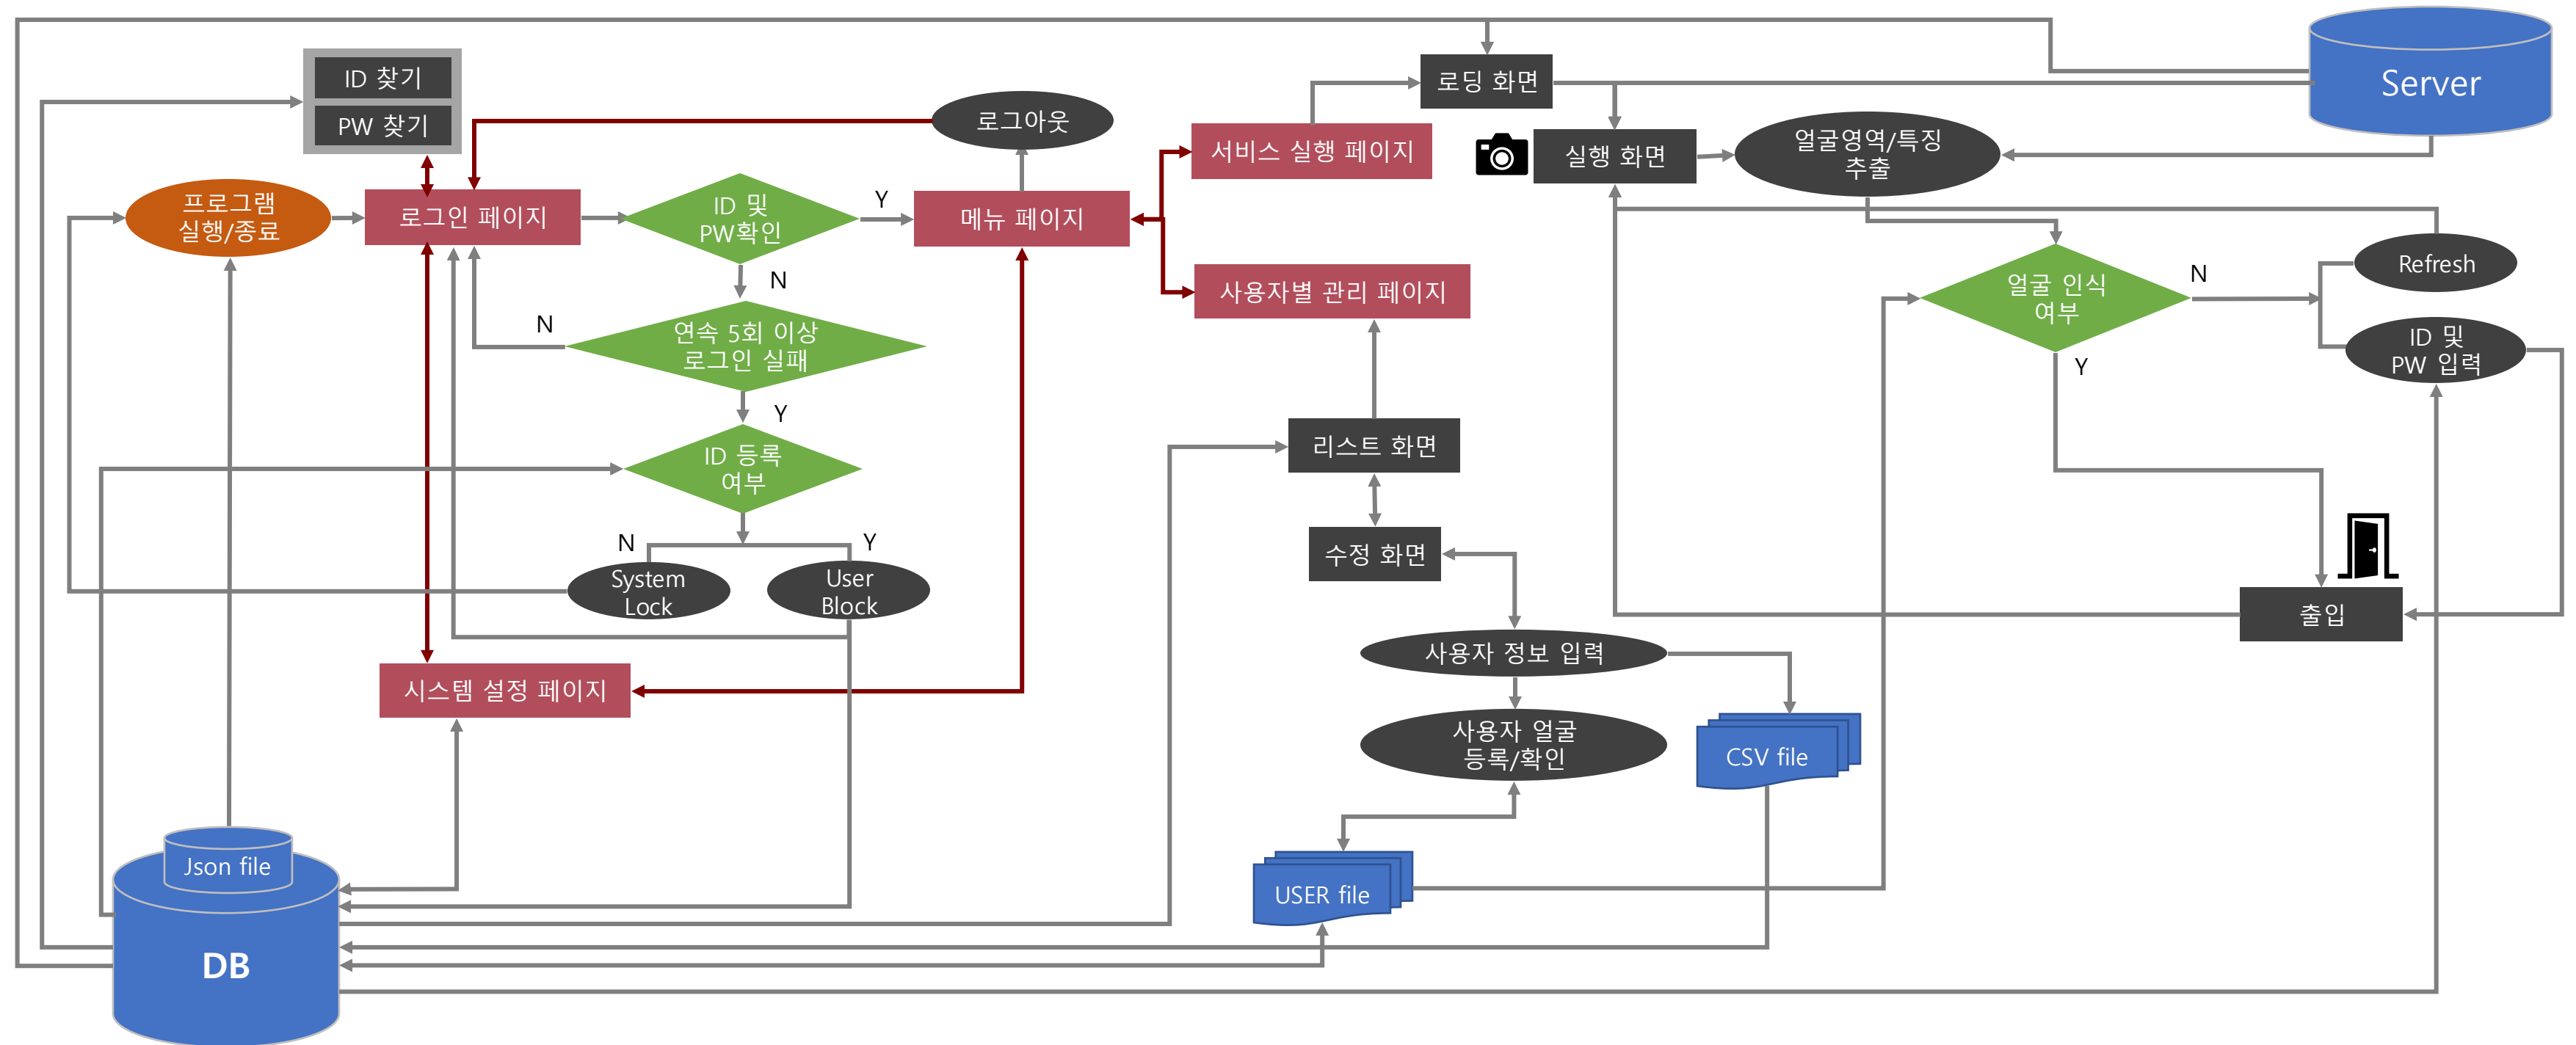 Server
로딩 화면
ID 찾기
PW 찾기
로그아웃
서비스 실행 페이지
실행 화면
얼굴영역/특징
추출
프로그램
실행/종료
로그인 페이지
ID 및
PW확인
Y
메뉴 페이지
N
사용자별 관리 페이지
얼굴 인식
여부
N
Refresh
Y
ID 및
PW 입력
N
연속 5회 이상
로그인 실패
Y
ID 등록
여부
리스트 화면
N
Y
System
Lock
User
Block
수정 화면
출입
사용자 정보 입력
시스템 설정 페이지
사용자 얼굴
등록/확인
CSV file
Json file
USER file
DB